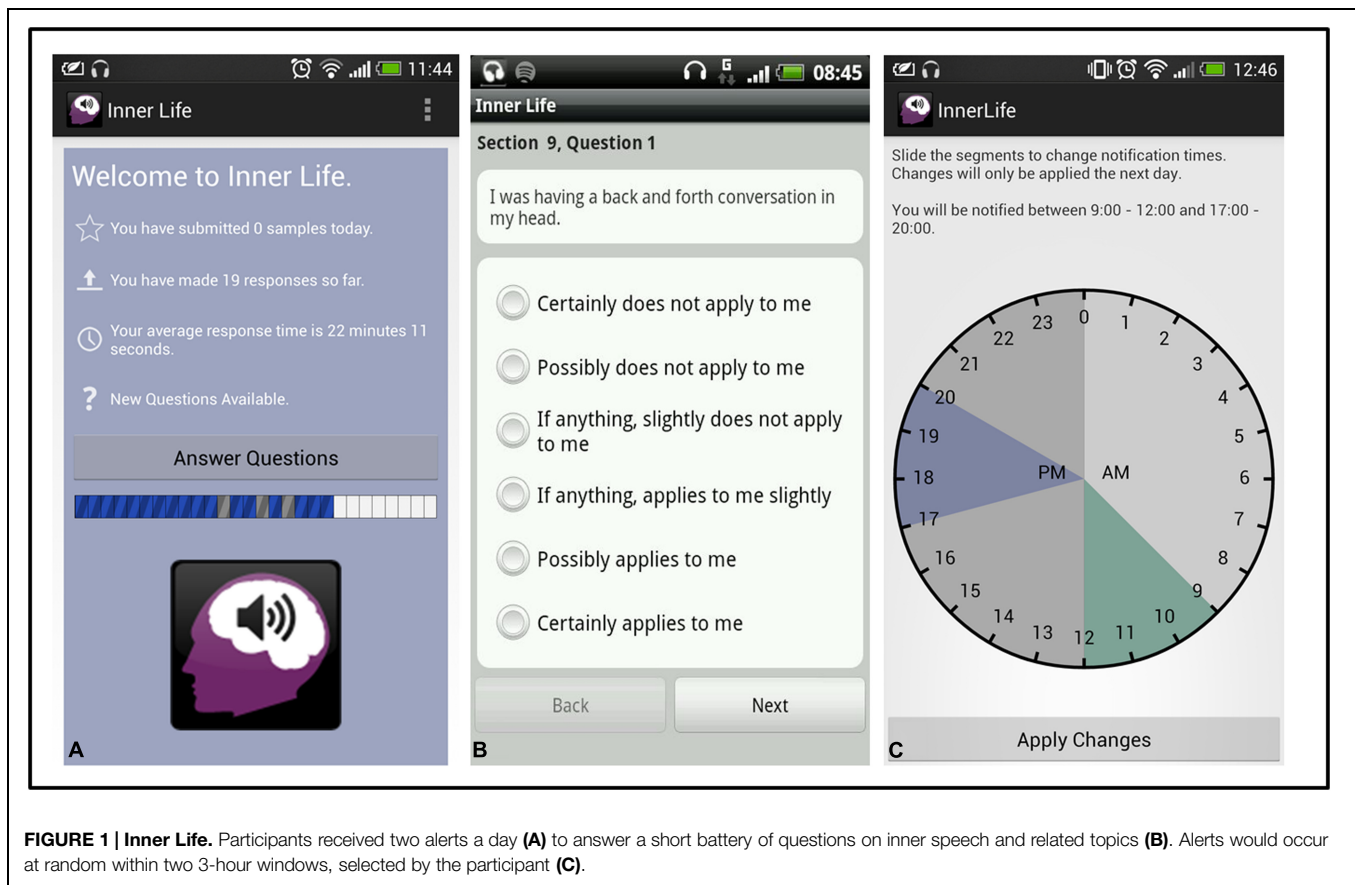 11:44
Inner Life
Welcome to Inner Life.
You have submitted 0 samples today.
You have made 19 responses so far.
Your average response time is 22 minutes 11
seconds.
? New Questions Available.
Answer Questions
A
G
08:45
Inner Life
Section 9, Question 1
I was having a back and forth conversation in
my head.
Certainly does not apply to me
Possibly does not apply to me
If anything, slightly does not apply
to me
If anything, applies to me slightly
Possibly applies to me
Certainly applies to me
Back
Next
B
12:46
InnerLife
Slide the segments to change notification times.
Changes will only be applied the next day.
You will be notified between 9:00 - 12:00 and 17:00 -
20:00.
0
1
2
3
4
5
6
7
8
9
10
11
12
13
14
15
16
17
18
19
20
21
22
23
PM
AM
Apply Changes
C
FIGURE 1 | Inner Life. Participants received two alerts a day (A) to answer a short battery of questions on inner speech and related topics (B). Alerts would occur
at random within two 3-hour windows, selected by the participant (C).